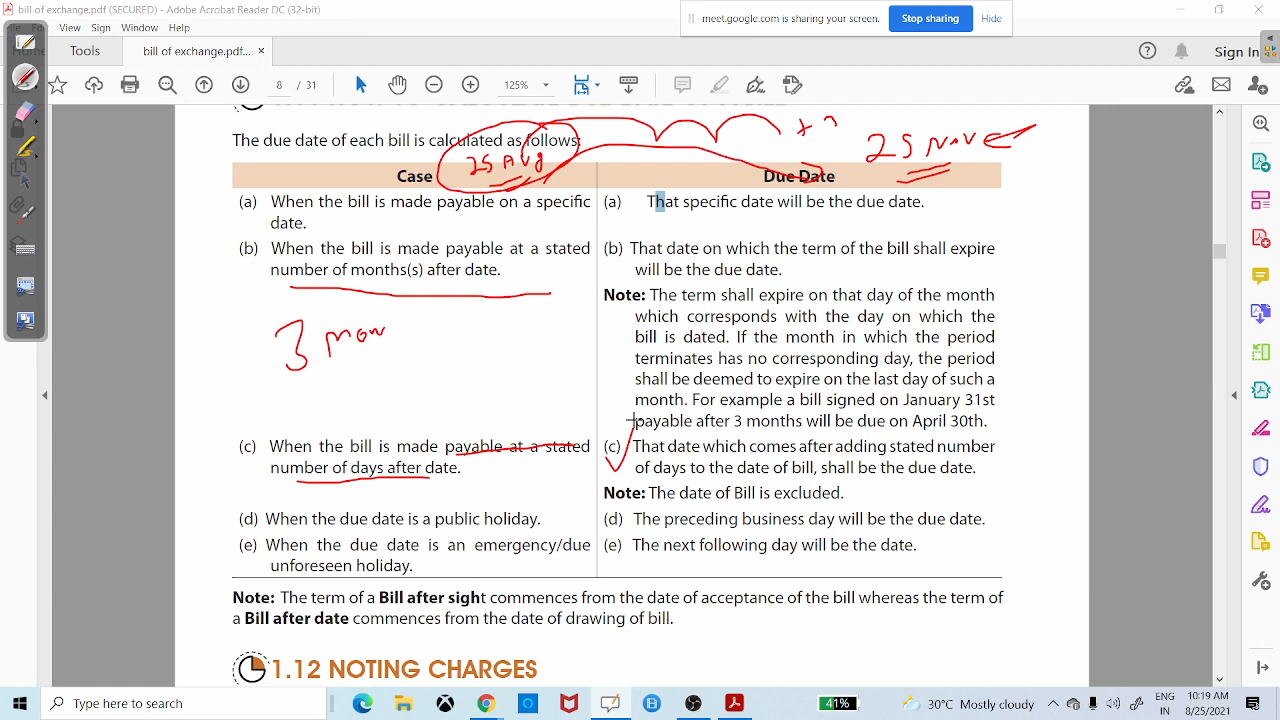 bill of exchange.pdf (SECURED) - Adobe Acrobat Reader DC (32-bit)
meet.google.com is sharing your screen. Stop sharing Hide
View Sign Window Help
Tools bill of exchange.pdf... × Sign In
8 / 31 125%
The due date of each bill is calculated as follows:
25 Aug
25 Nov
Case Due Date
(a) When the bill is made payable on a specific date.
(a) That specific date will be the due date.
(b) When the bill is made payable at a stated
number of months(s) after date.
(b) That date on which the term of the bill shall expire
will be the due date.
Note: The term shall expire on that day of the month
which corresponds with the day on which the
bill is dated. If the month in which the period
terminates has no corresponding day, the period
shall be deemed to expire on the last day of such a
month. For example a bill signed on January 31st
payable after 3 months will be due on April 30th.
3 mon
(c) When the bill is made payable at a stated
number of days after date.
(c) That date which comes after adding stated number
of days to the date of bill, shall be the due date.
Note: The date of Bill is excluded.
(d) When the due date is a public holiday.
(d) The preceding business day will be the due date.
(e) When the due date is an emergency/due
unforeseen holiday.
(e) The next following day will be the date.
Note: The term of a Bill after sight commences from the date of acceptance of the bill whereas the term of
a Bill after date commences from the date of drawing of bill.
1.12 NOTING CHARGES
Type here to search
41%
30°C Mostly cloudy
ENG
IN
10:19 AM
8/25/2021